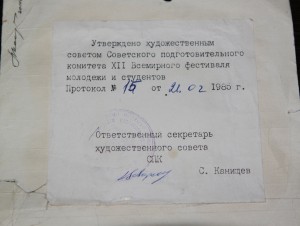 Утверждено художественным
советом Советского подготовительного
комитета XII Всемирного фестиваля
молодежи и студентов
Протокол № 15 от 21.02 1985 г.
Ответственный секретарь
художественного совета
СПК
С. Канищев